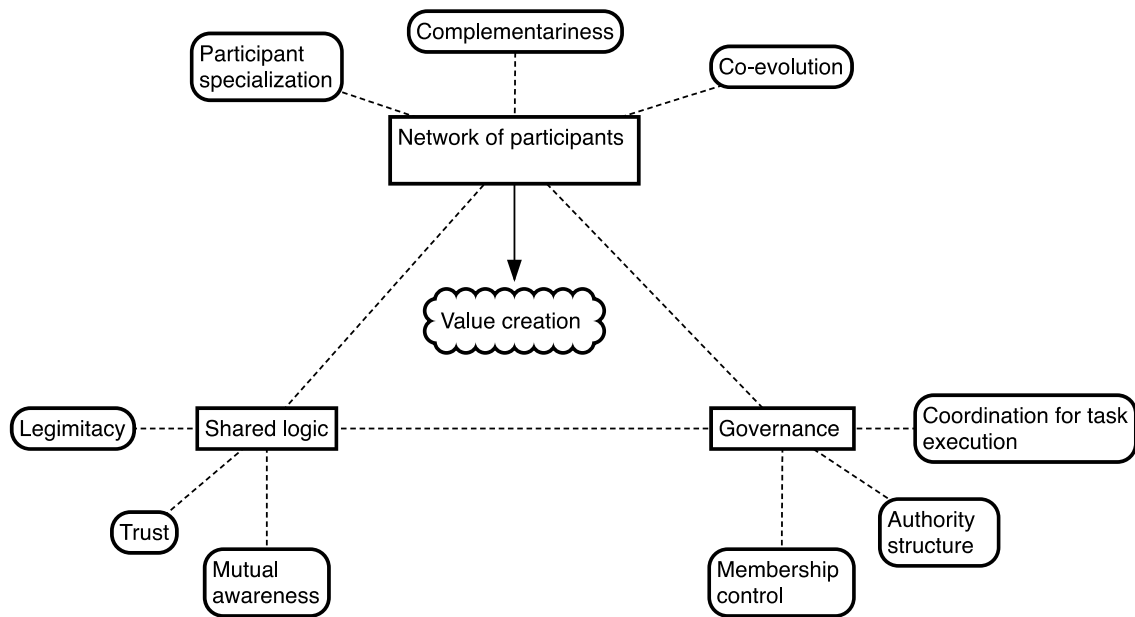 Complementariness
Participant
specialization
Co-evolution
Network of participants
Value creation
Legimitacy
Shared logic
Governance
Coordination for task
execution
Trust
Authority
structure
Mutual
awareness
Membership
control